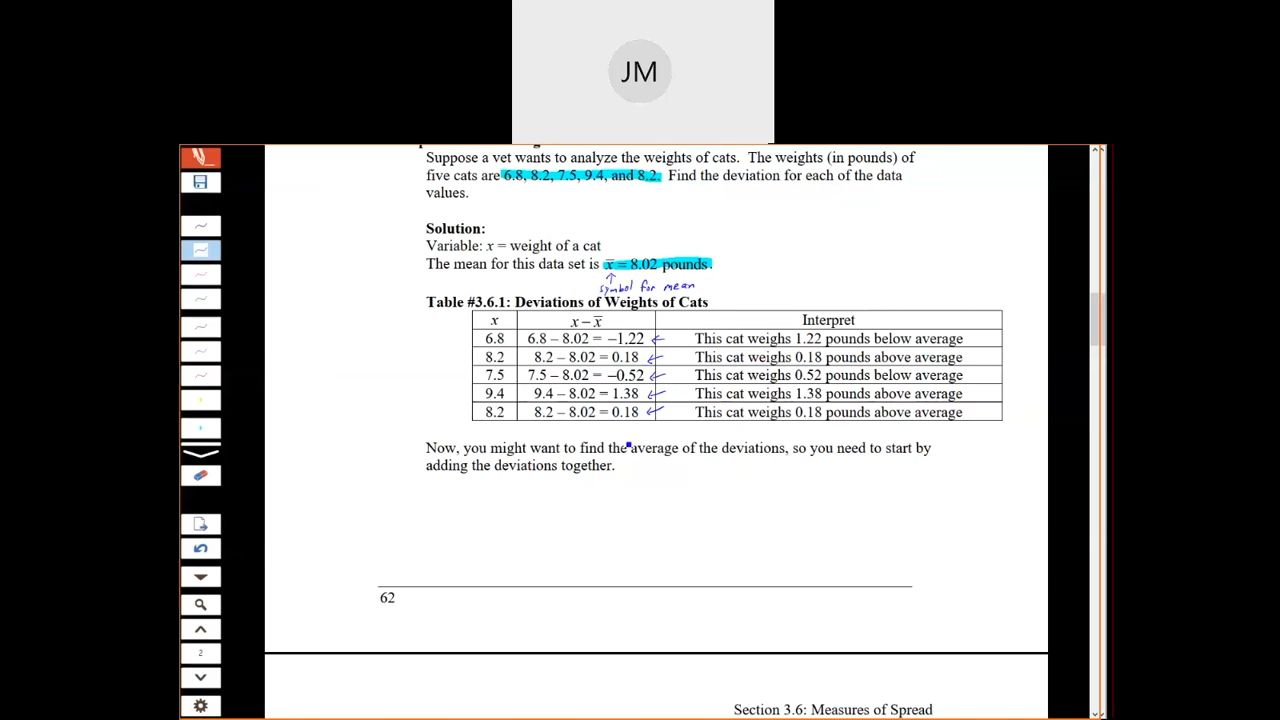 JM
Suppose a vet wants to analyze the weights of cats. The weights (in pounds) of
five cats are 6.8, 8.2, 7.5, 9.4, and 8.2. Find the deviation for each of the data
values.
Solution:
Variable: x = weight of a cat
The mean for this data set is x̄ = 8.02 pounds.
symbol for mean
Table #3.6.1: Deviations of Weights of Cats
x x – x̄ Interpret
6.8 6.8 – 8.02 = –1.22 This cat weighs 1.22 pounds below average
8.2 8.2 – 8.02 = 0.18 This cat weighs 0.18 pounds above average
7.5 7.5 – 8.02 = –0.52 This cat weighs 0.52 pounds below average
9.4 9.4 – 8.02 = 1.38 This cat weighs 1.38 pounds above average
8.2 8.2 – 8.02 = 0.18 This cat weighs 0.18 pounds above average
Now, you might want to find the average of the deviations, so you need to start by
adding the deviations together.
62
2
Section 3.6: Measures of Spread